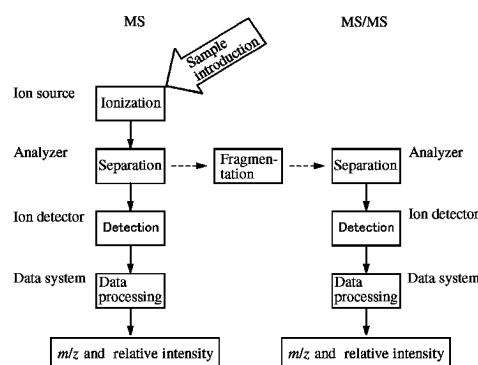 MS
MS/MS
Sample
introduction
Ion source
Ionization
Analyzer
Separation
Fragmen-
tation
Separation
Analyzer
Ion detector
Detection
Detection
Ion detector
Data system
Data
processing
Data
processing
Data system
m/z and relative intensity
m/z and relative intensity